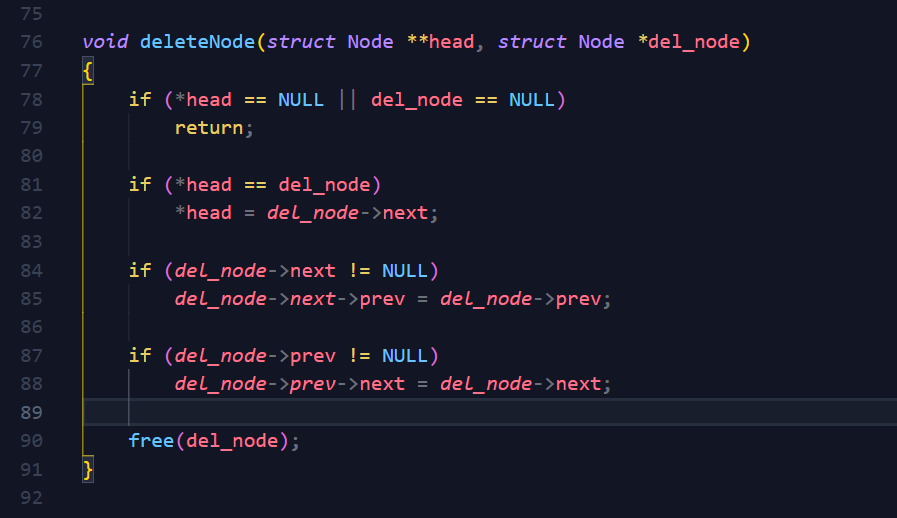 75
76 void deleteNode(struct Node **head, struct Node *del_node)
77 {
78     if (*head == NULL || del_node == NULL)
79         return;
80
81     if (*head == del_node)
82         *head = del_node->next;
83
84     if (del_node->next != NULL)
85         del_node->next->prev = del_node->prev;
86
87     if (del_node->prev != NULL)
88         del_node->prev->next = del_node->next;
89
90     free(del_node);
91 }
92